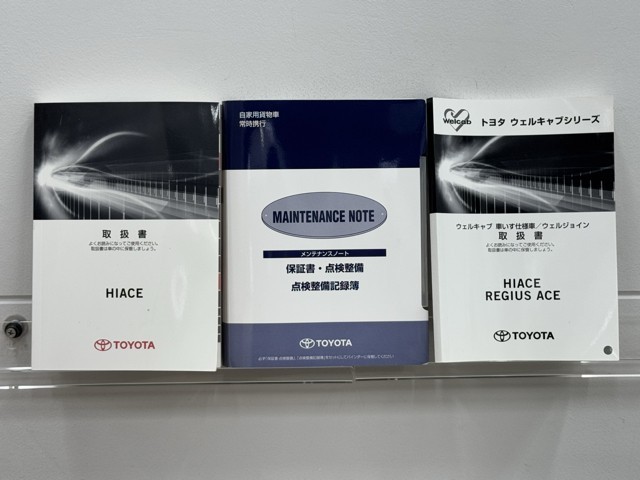 取扱書
よくお読みになってご使用ください。
取扱書は車の中に保管しましょう。
HIACE
TOYOTA
自家用貨物車
常時携行
MAINTENANCE NOTE
メンテナンスノート
保証書・点検整備
点検整備記録簿
TOYOTA
Welcab
トヨタ ウェルキャブシリーズ
ウェルキャブ 車いす仕様車/ウェルジョイン
取扱書
よくお読みになってご使用ください。
取扱書は車の中に保管しましょう。
HIACE
REGIUS ACE
TOYOTA